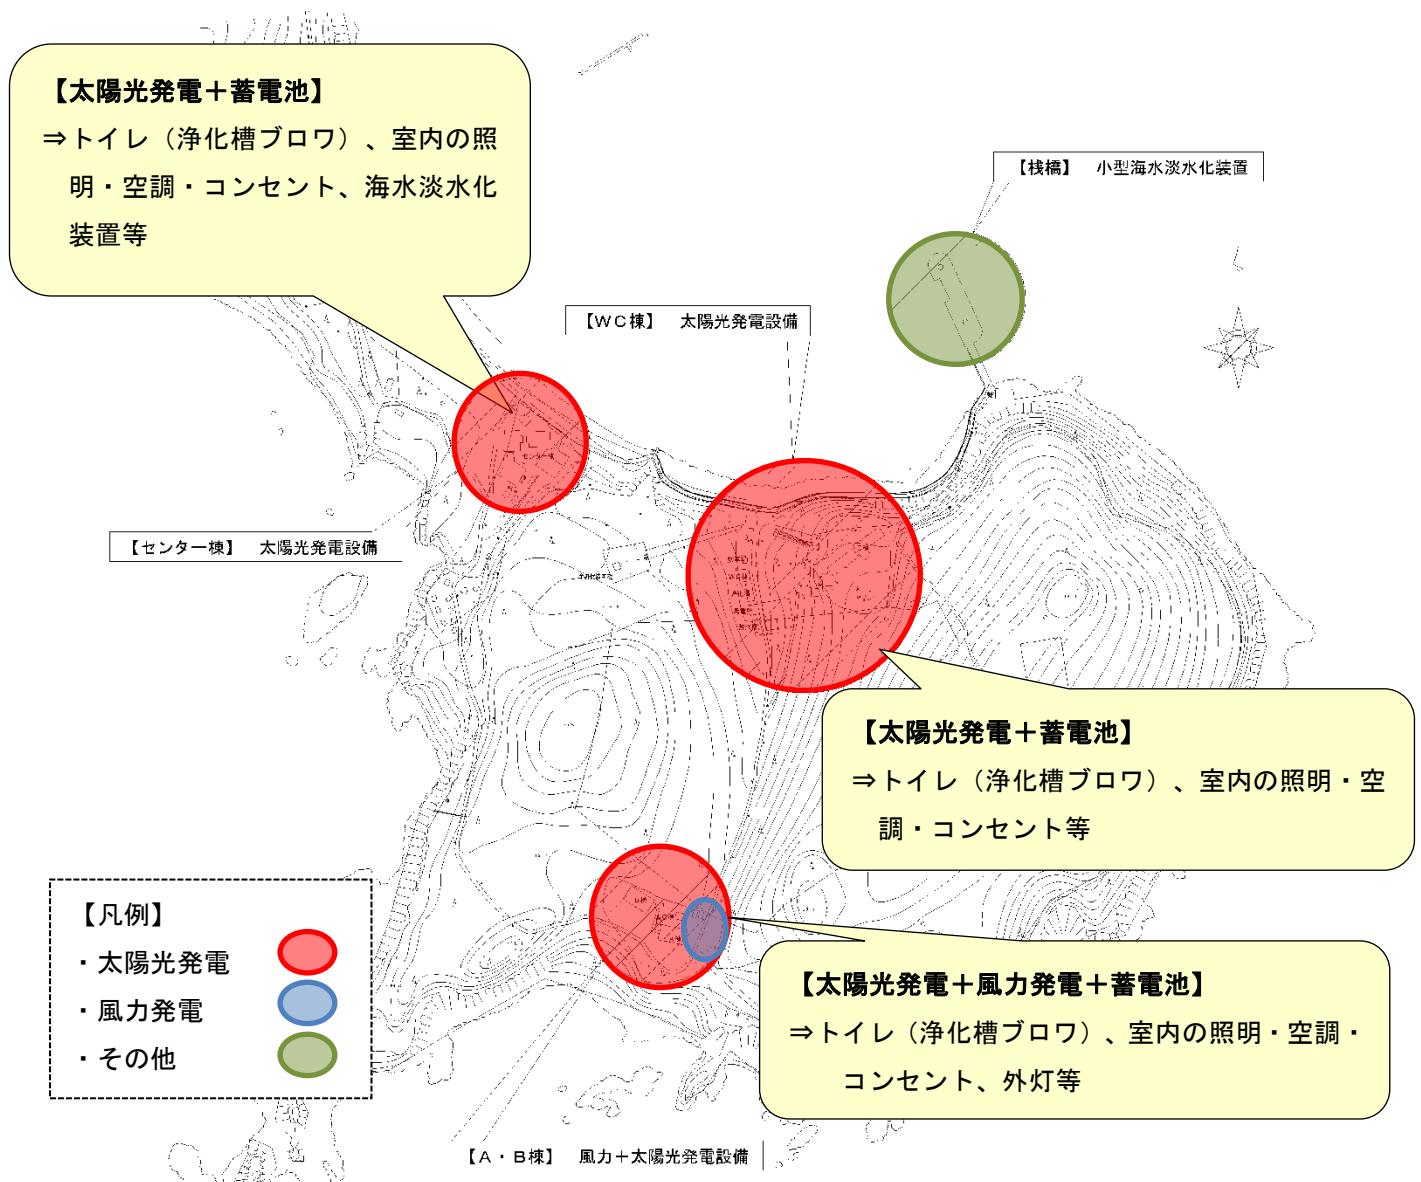 【太陽光発電＋蓄電池】
⇒トイレ（浄化槽ブロワ）、室内の照
明・空調・コンセント、海水淡水化
装置等
【桟橋】　小型海水淡水化装置
【ＷＣ棟】　太陽光発電設備
センター棟
【センター棟】　太陽光発電設備
【太陽光発電＋蓄電池】
⇒トイレ（浄化槽ブロワ）、室内の照明・空
調・コンセント等
【凡例】
・太陽光発電
・風力発電
・その他
【太陽光発電＋風力発電＋蓄電池】
⇒トイレ（浄化槽ブロワ）、室内の照明・空調・
コンセント、外灯等
【Ａ・Ｂ棟】　風力＋太陽光発電設備